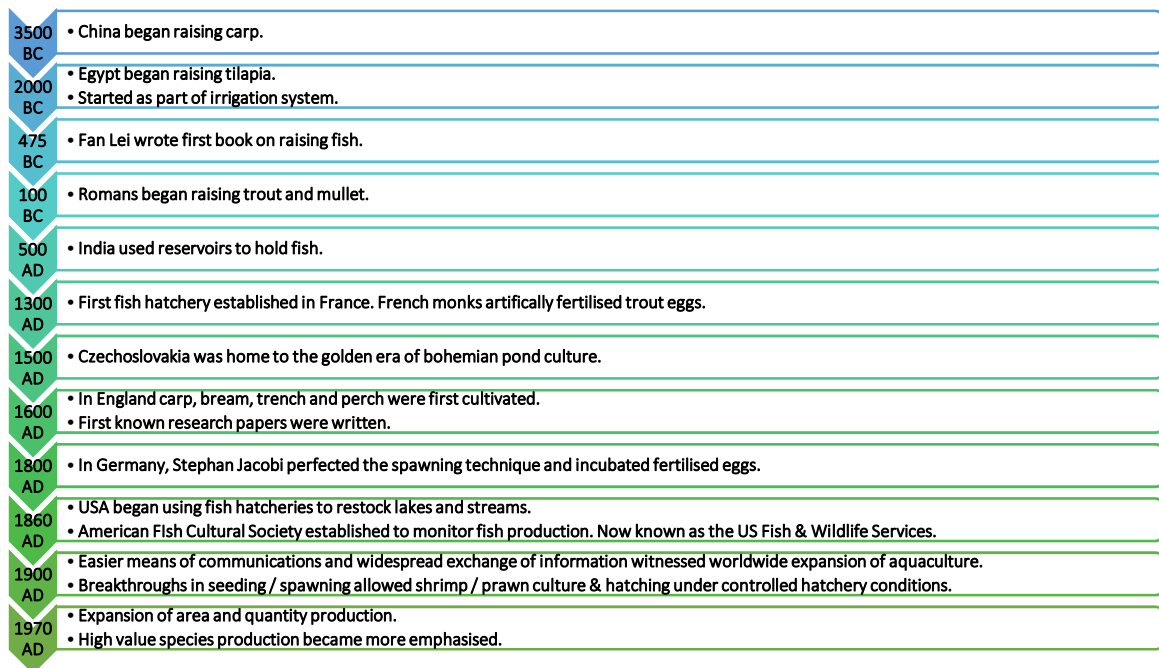 3500
BC
• China began raising carp.
2000
BC
• Egypt began raising tilapia.
• Started as part of irrigation system.
475
BC
• Fan Lei wrote first book on raising fish.
100
BC
• Romans began raising trout and mullet.
500
AD
• India used reservoirs to hold fish.
1300
AD
• First fish hatchery established in France. French monks artifically fertilised trout eggs.
1500
AD
• Czechoslovakia was home to the golden era of bohemian pond culture.
1600
AD
• In England carp, bream, trench and perch were first cultivated.
• First known research papers were written.
1800
AD
• In Germany, Stephan Jacobi perfected the spawning technique and incubated fertilised eggs.
1860
AD
• USA began using fish hatcheries to restock lakes and streams.
• American FIsh Cultural Society established to monitor fish production. Now known as the US Fish & Wildlife Services.
1900
AD
• Easier means of communications and widespread exchange of information witnessed worldwide expansion of aquaculture.
• Breakthroughs in seeding / spawning allowed shrimp / prawn culture & hatching under controlled hatchery conditions.
1970
AD
• Expansion of area and quantity production.
• High value species production became more emphasised.